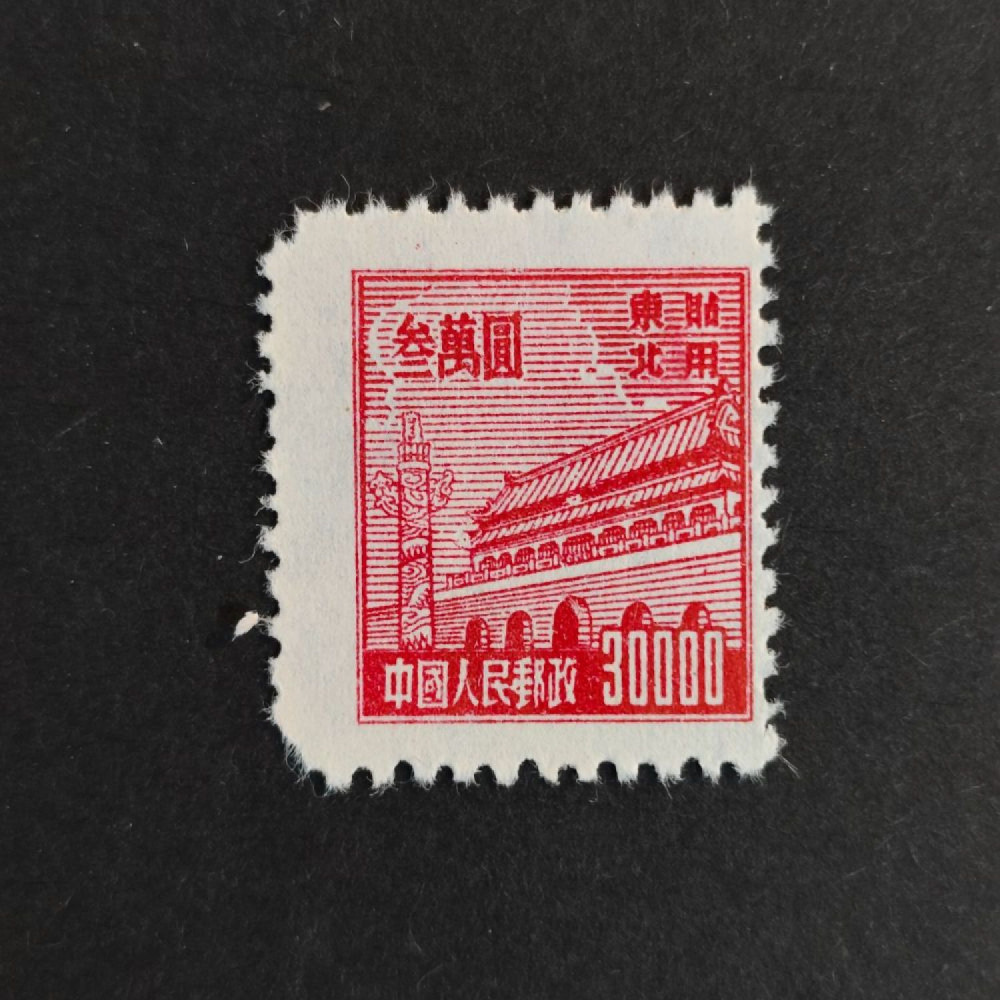 叁萬圓
東北
貼用
中國人民郵政 30000